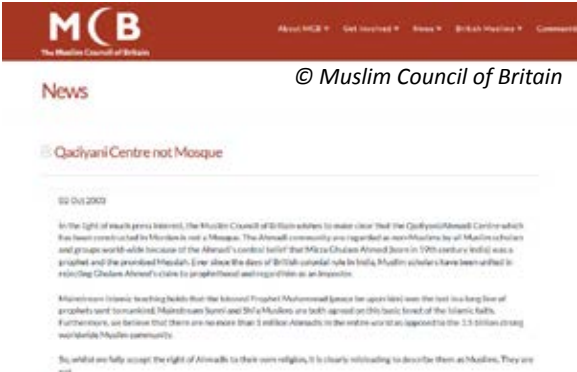 MCB
The Muslim Council of Britain
About MCB Get Involved News British Muslims
© Muslim Council of Britain
News
Qadiyani Centre not Mosque
02 Oct 2003
In the light of much press interest, the Muslim Council of Britain wishes to make clear that the Qadiyani/Ahmadi Centre which
has been constructed in Morden is not a Mosque. The Ahmadi community are regarded as non-Muslims by all Muslim scholars
and groups world-wide because of the Ahmadi's central belief that Mirza Ghulam Ahmed (born in 19th century India) was a
prophet and the promised Messiah. Ever since the days of British colonial rule in India, Muslim scholars have been united in
rejecting Ghulam Ahmed's claim to prophethood and regard him as an impostor.
Mainstream Islamic teaching holds that the beloved Prophet Muhammad (peace be upon him) was the last in a long line of
prophets sent to mankind. Mainstream Sunni and Shi'a Muslims are both agreed on this basic tenet of the Islamic faith.
Furthermore, we believe that there are no more than 1 million Ahmadis in the entire world as opposed to the 1.5 billion strong
worldwide Muslim community.
So, whilst we fully accept the right of Ahmadis to their own religion, it is clearly misleading to describe them as Muslims. They are
not.